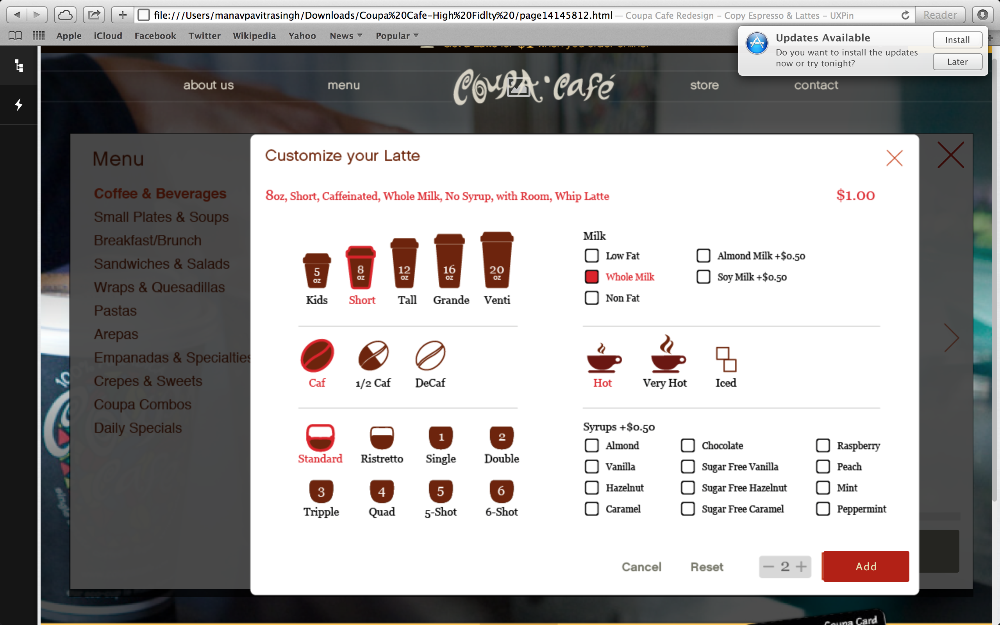 file:///Users/manavpavitrasingh/Downloads/Coupa%20Cafe-High%20Fidlty%20/page14145812.html — Coupa Cafe Redesign – Copy Espresso & Lattes – UXPin
Reader
Apple iCloud Facebook Twitter Wikipedia Yahoo News Popular
Updates Available
Do you want to install the updates
now or try tonight?
Install
Later
Get a Latte for $1 when you order online!
about us
menu
Coupa Café
store
contact
Menu
Coffee & Beverages
Small Plates & Soups
Breakfast/Brunch
Sandwiches & Salads
Wraps & Quesadillas
Pastas
Arepas
Empanadas & Specialties
Crepes & Sweets
Coupa Combos
Daily Specials
Customize your Latte
8oz, Short, Caffeinated, Whole Milk, No Syrup, with Room, Whip Latte
$1.00
5 oz
8 oz
12 oz
16 oz
20 oz
Kids Short Tall Grande Venti
Milk
Low Fat
Whole Milk
Non Fat
Almond Milk +$0.50
Soy Milk +$0.50
Caf 1/2 Caf DeCaf
Hot Very Hot Iced
1 2
Standard Ristretto Single Double
3 4 5 6
Tripple Quad 5-Shot 6-Shot
Syrups +$0.50
Almond Chocolate Raspberry
Vanilla Sugar Free Vanilla Peach
Hazelnut Sugar Free Hazelnut Mint
Caramel Sugar Free Caramel Peppermint
Cancel Reset − 2 + Add
Coupa Card